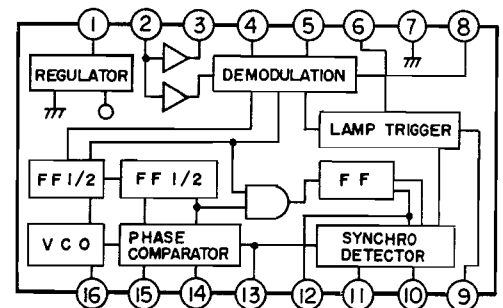 1 2 3 4 5 6 7 8
REGULATOR
DEMODULATION
LAMP TRIGGER
FF 1/2
FF 1/2
FF
VCO
PHASE COMPARATOR
SYNCHRO DETECTOR
16 15 14 13 12 11 10 9